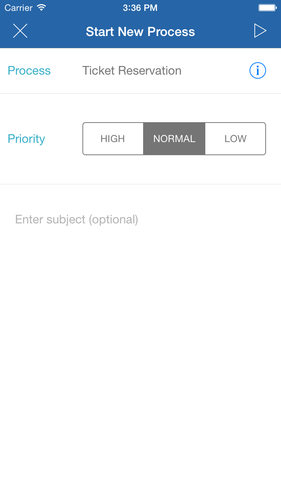 Carrier 3:36 PM
Start New Process
Process Ticket Reservation
Priority HIGH NORMAL LOW
Enter subject (optional)